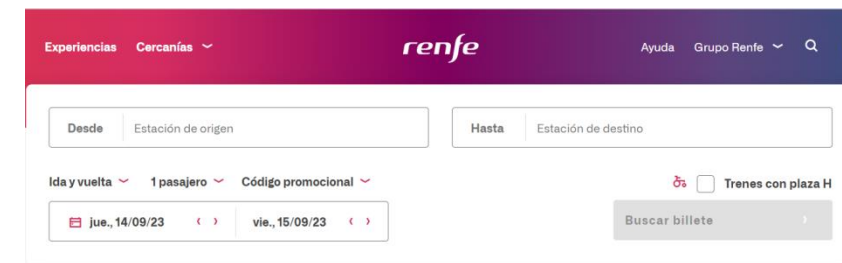 Experiencias Cercanías renfe Ayuda Grupo Renfe
Desde Estación de origen Hasta Estación de destino
Ida y vuelta 1 pasajero Código promocional Trenes con plaza H
jue., 14/09/23 vie., 15/09/23 Buscar billete